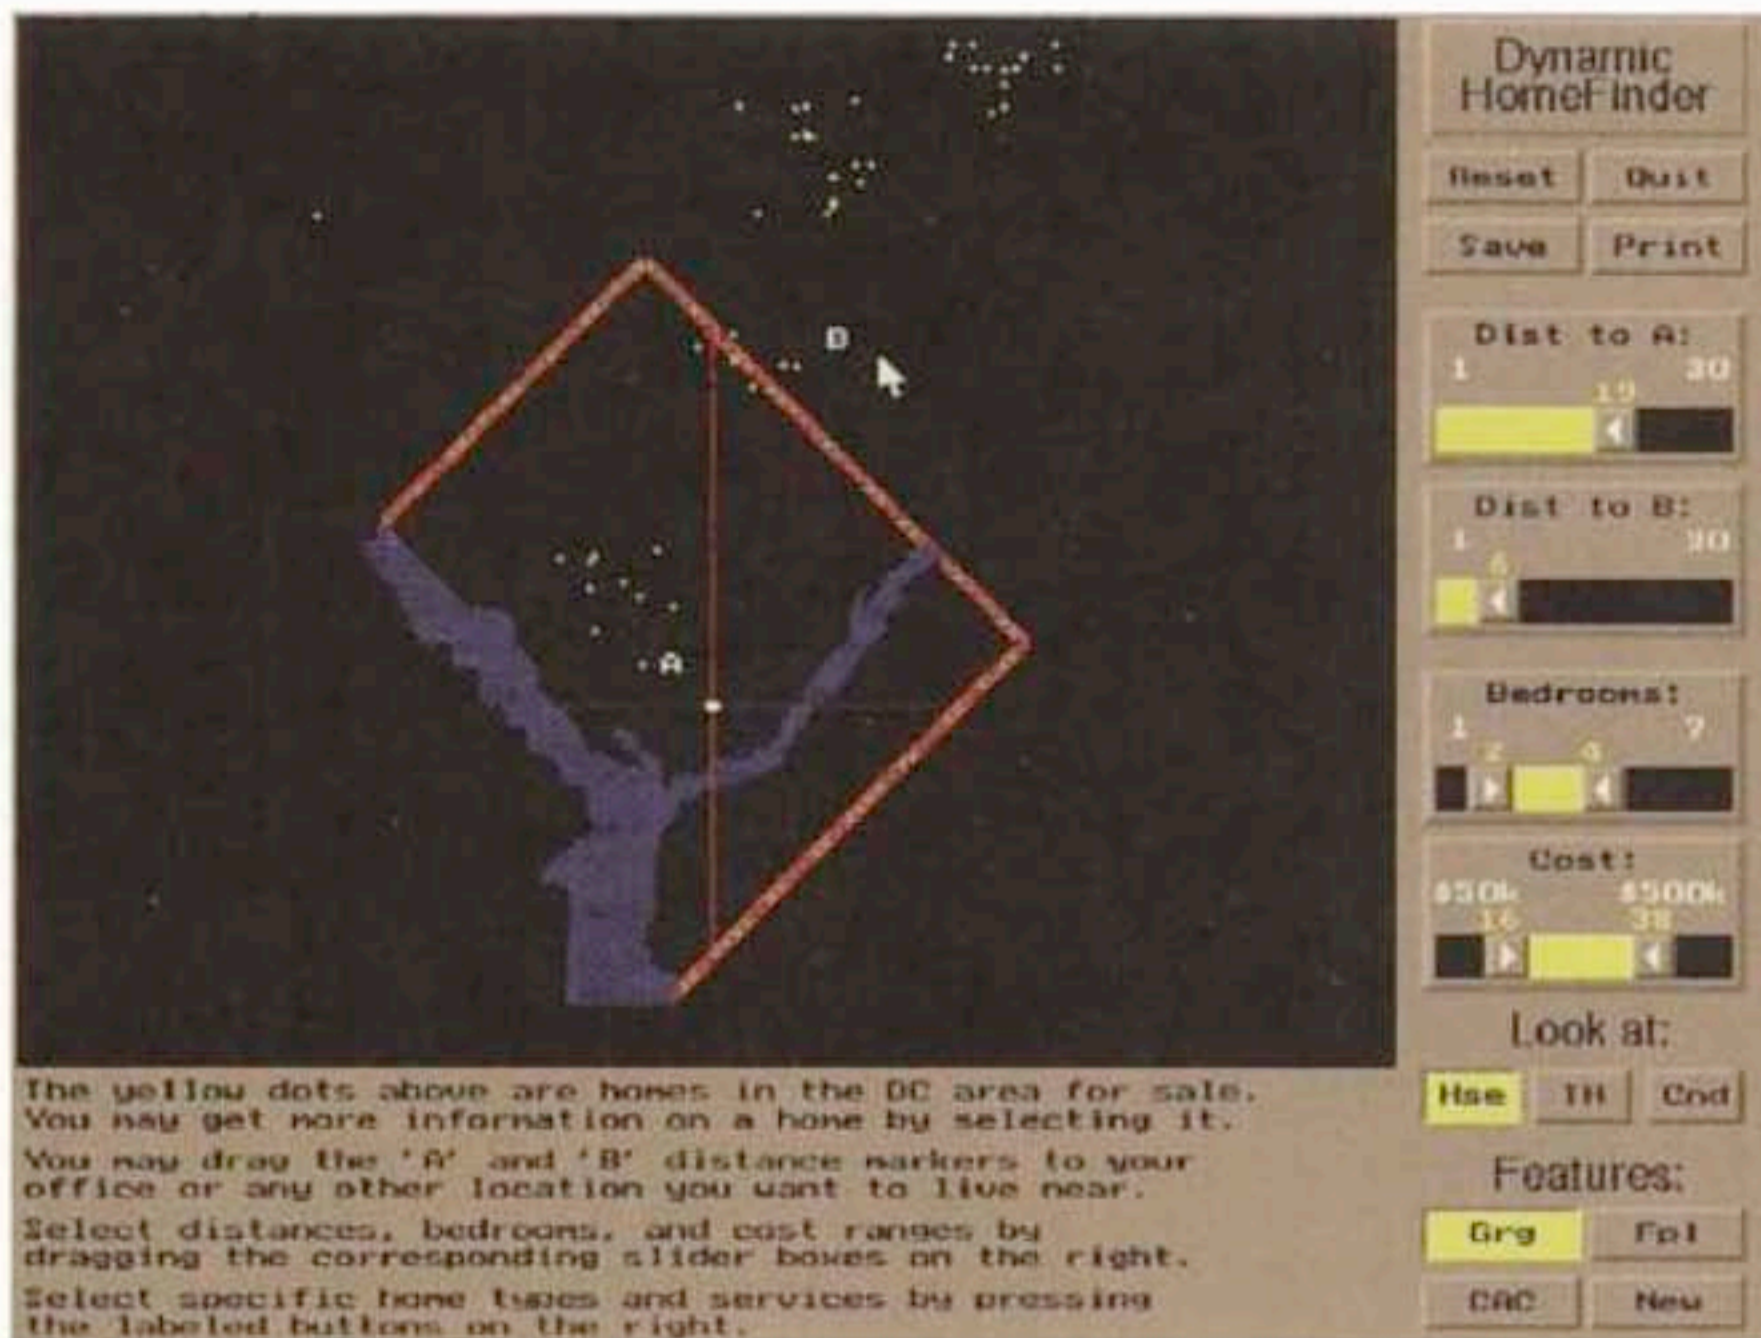 Dynamic
HomeFinder
Reset Quit
Save Print
B
A
Dist to A:
1 30
19
Dist to B:
1 30
Bedrooms:
1 7
2 4
Cost:
$50k $500k
16 38
Look at:
Hse TH Cnd
Features:
Grg Fpl
CAC New
The yellow dots above are homes in the DC area for sale.
You may get more information on a home by selecting it.
You may drag the 'A' and 'B' distance markers to your
office or any other location you want to live near.
Select distances, bedrooms, and cost ranges by
dragging the corresponding slider boxes on the right.
Select specific home types and services by pressing
the labeled buttons on the right.